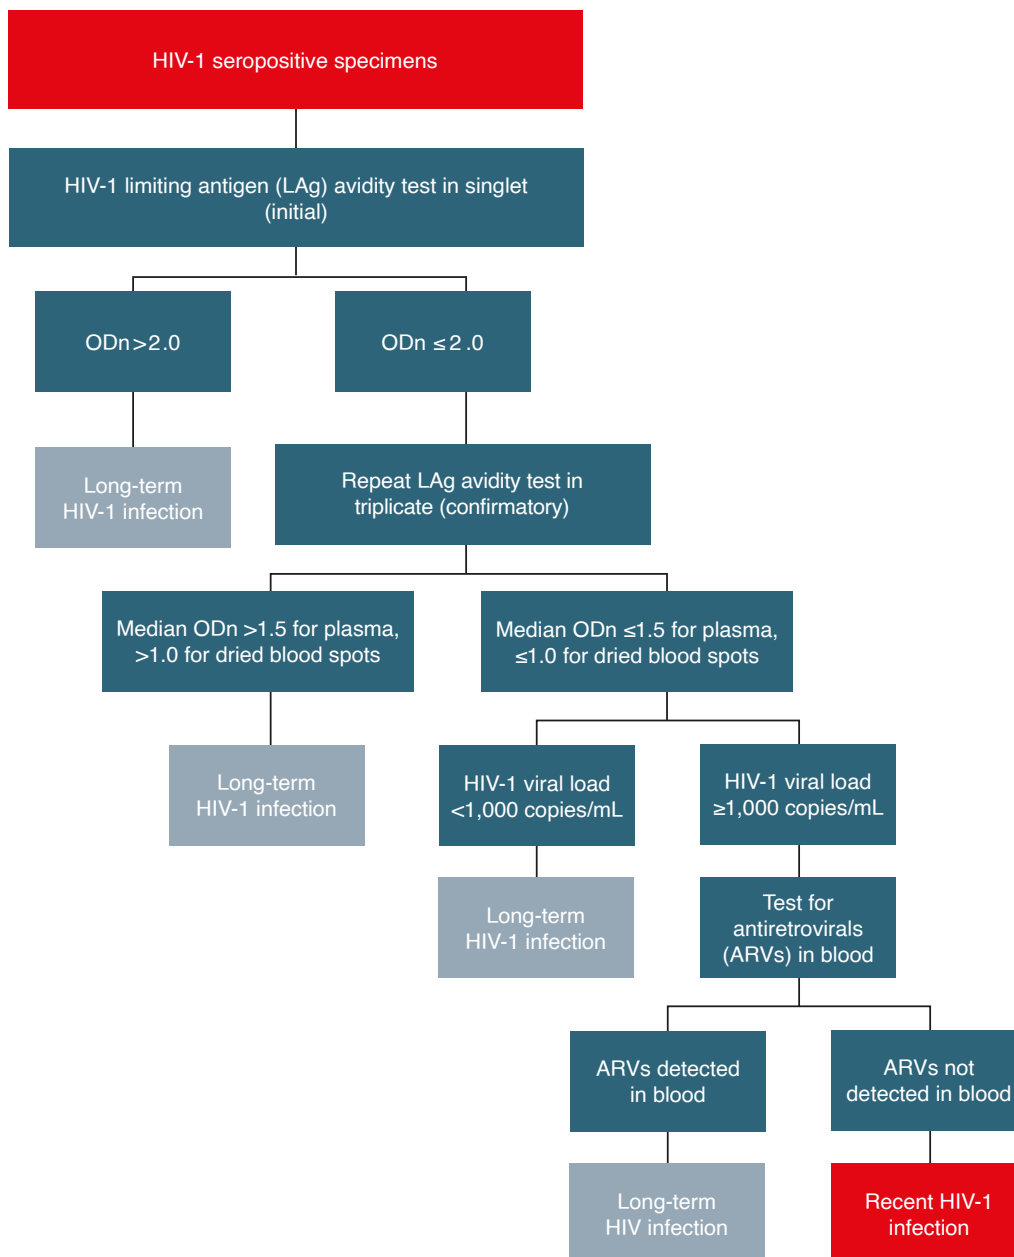 HIV-1 seropositive specimens
HIV-1 limiting antigen (LAg) avidity test in singlet
(initial)
ODn >2.0
ODn ≤ 2.0
Long-term
HIV-1 infection
Repeat LAg avidity test in
triplicate (confirmatory)
Median ODn >1.5 for plasma,
>1.0 for dried blood spots
Median ODn ≤1.5 for plasma,
≤1.0 for dried blood spots
Long-term
HIV-1 infection
HIV-1 viral load
<1,000 copies/mL
HIV-1 viral load
≥1,000 copies/mL
Long-term
HIV-1 infection
Test for
antiretrovirals
(ARVs) in blood
ARVs detected
in blood
ARVs not
detected in blood
Long-term
HIV infection
Recent HIV-1
infection